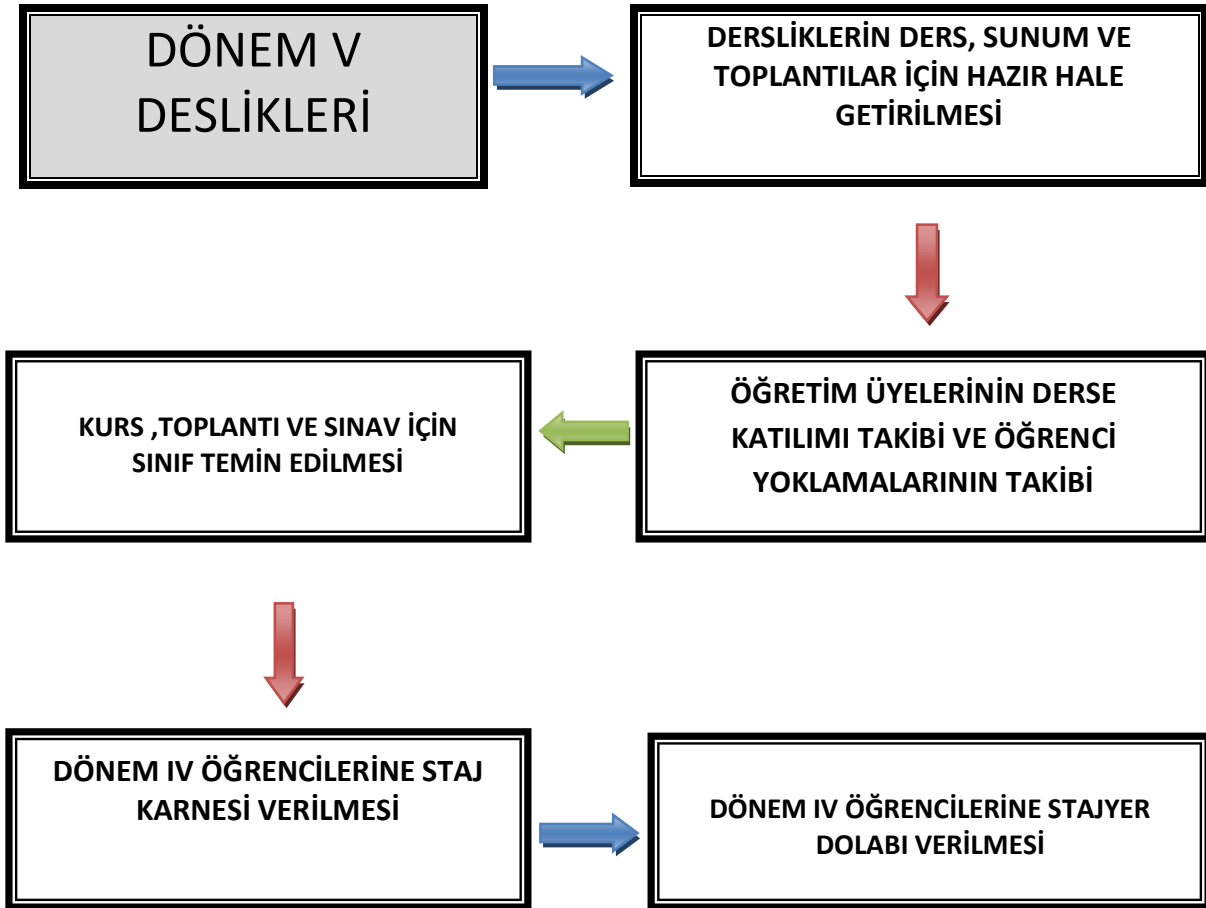 DÖNEM V
DESLİKLERİ
DERSLİKLERİN DERS, SUNUM VE
TOPLANTILAR İÇİN HAZIR HALE
GETİRİLMESİ
ÖĞRETİM ÜYELERİNİN DERSE
KATILIMI TAKİBİ VE ÖĞRENCİ
YOKLAMALARININ TAKİBİ
KURS ,TOPLANTI VE SINAV İÇİN
SINIF TEMİN EDİLMESİ
DÖNEM IV ÖĞRENCİLERİNE STAJ
KARNESİ VERİLMESİ
DÖNEM IV ÖĞRENCİLERİNE STAJYER
DOLABI VERİLMESİ